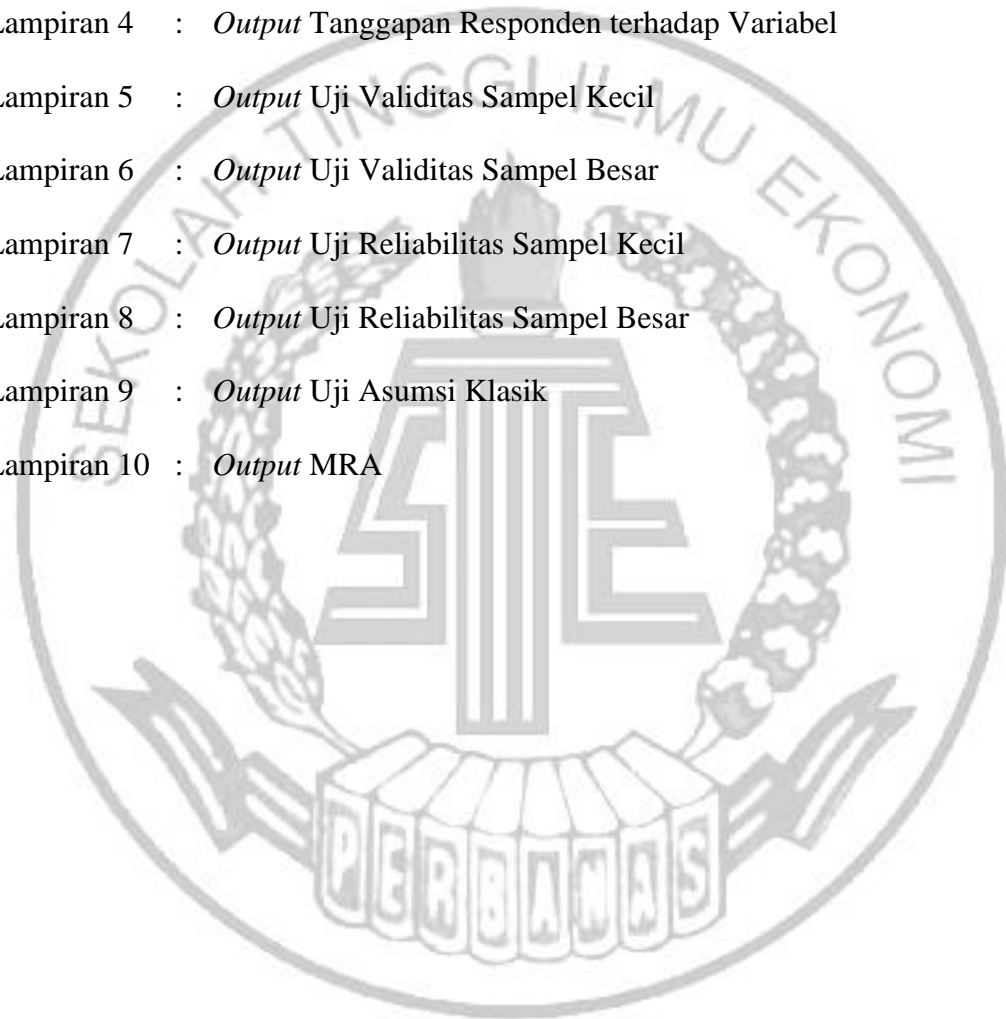 Lampiran 4 : Output Tanggapan Responden terhadap Variabel
Lampiran 5 : Output Uji Validitas Sampel Kecil
Lampiran 6 : Output Uji Validitas Sampel Besar
Lampiran 7 : Output Uji Reliabilitas Sampel Kecil
Lampiran 8 : Output Uji Reliabilitas Sampel Besar
Lampiran 9 : Output Uji Asumsi Klasik
Lampiran 10 : Output MRA
SEKOLAH TINGGI ILMU EKONOMI
STIE
PERBANAS